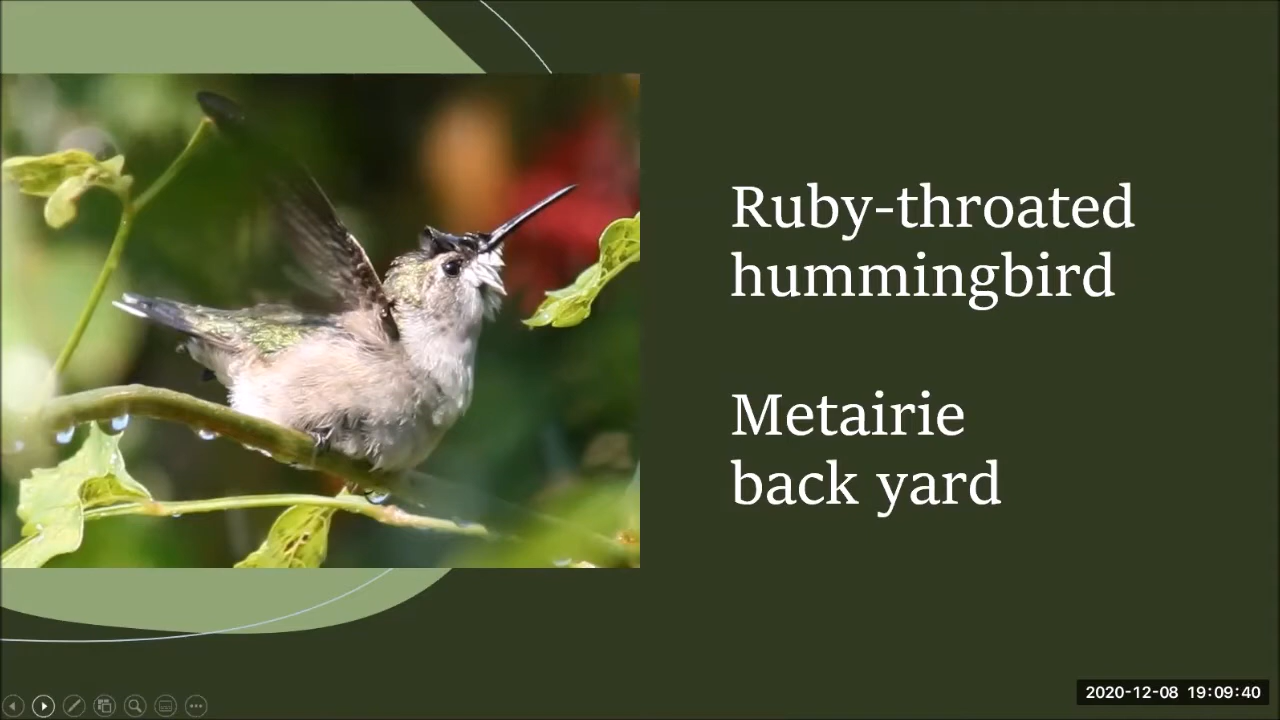 Ruby-throated
hummingbird
Metairie
back yard
2020-12-08 19:09:40